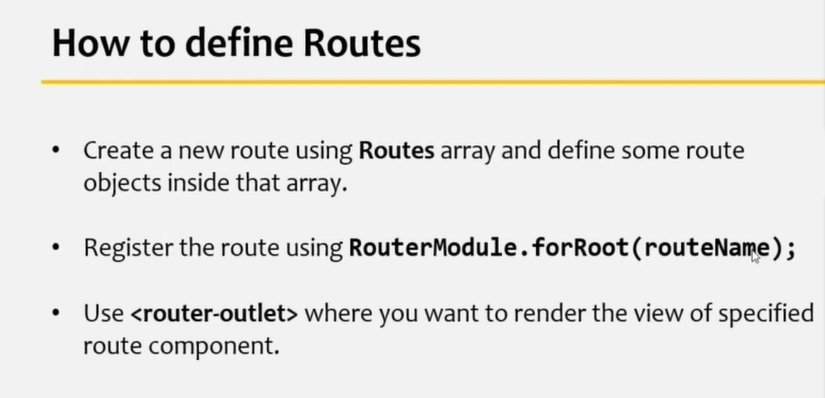 How to define Routes
• Create a new route using Routes array and define some route
objects inside that array.
• Register the route using RouterModule.forRoot(routeName);
• Use <router-outlet> where you want to render the view of specified
route component.